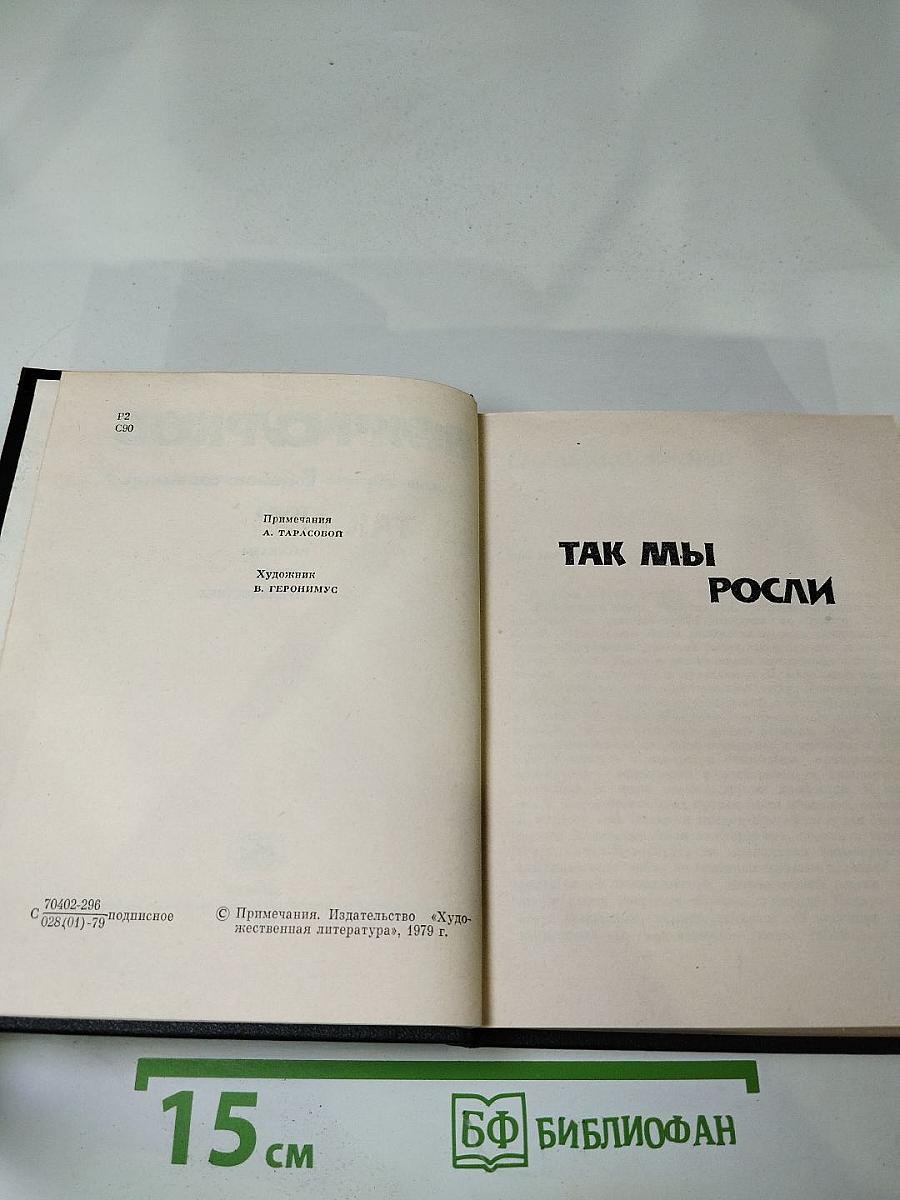 Р2
С90
Примечания
А. ТАРАСОВОЙ
Художник
В. ГЕРОНИМУС
С 70402-296
028(01)-79 подписное
© Примечания. Издательство «Худо-
жественная литература», 1979 г.
ТАК МЫ
РОСЛИ
15 см
БФ БИБЛИОФАН